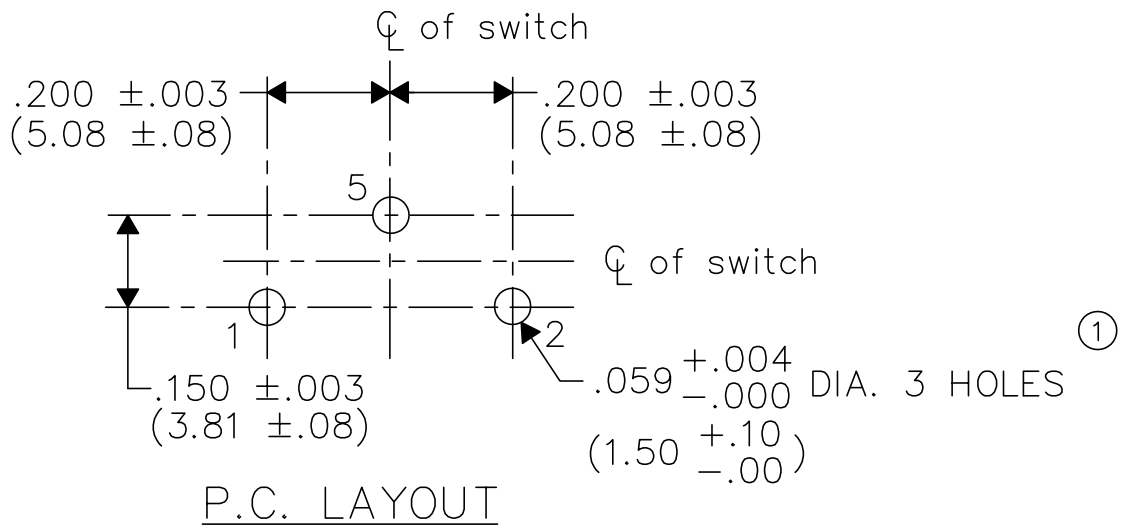 ℄ of switch
.200 ±.003
(5.08 ±.08)
.200 ±.003
(5.08 ±.08)
5
℄ of switch
1
2
1
.150 ±.003
(3.81 ±.08)
.059 +.004 -.000 DIA. 3 HOLES
(1.50 +.10 -.00)
P.C. LAYOUT